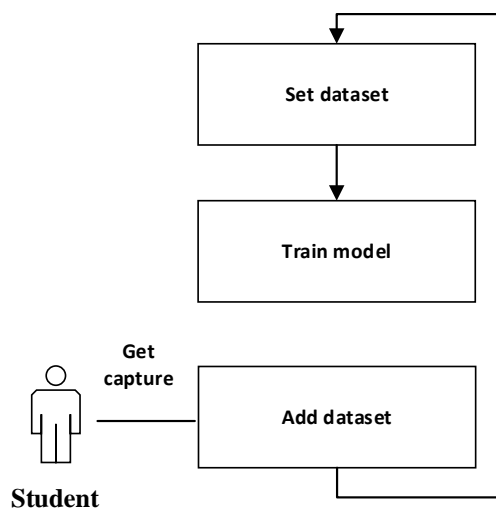 Set dataset
Train model
Get
capture
Add dataset
Student